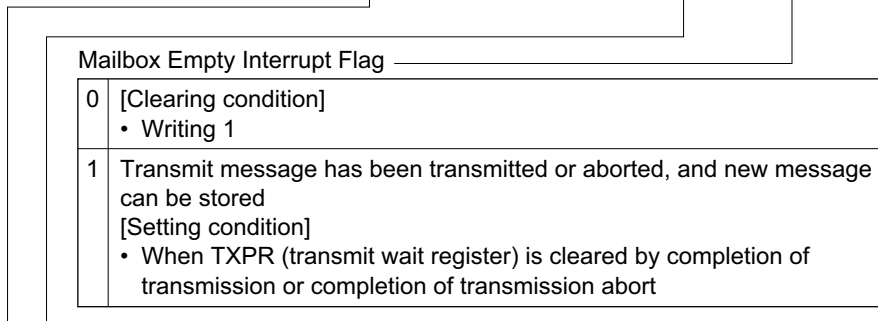 Mailbox Empty Interrupt Flag
0 [Clearing condition]
• Writing 1
1 Transmit message has been transmitted or aborted, and new message
can be stored
[Setting condition]
• When TXPR (transmit wait register) is cleared by completion of
transmission or completion of transmission abort